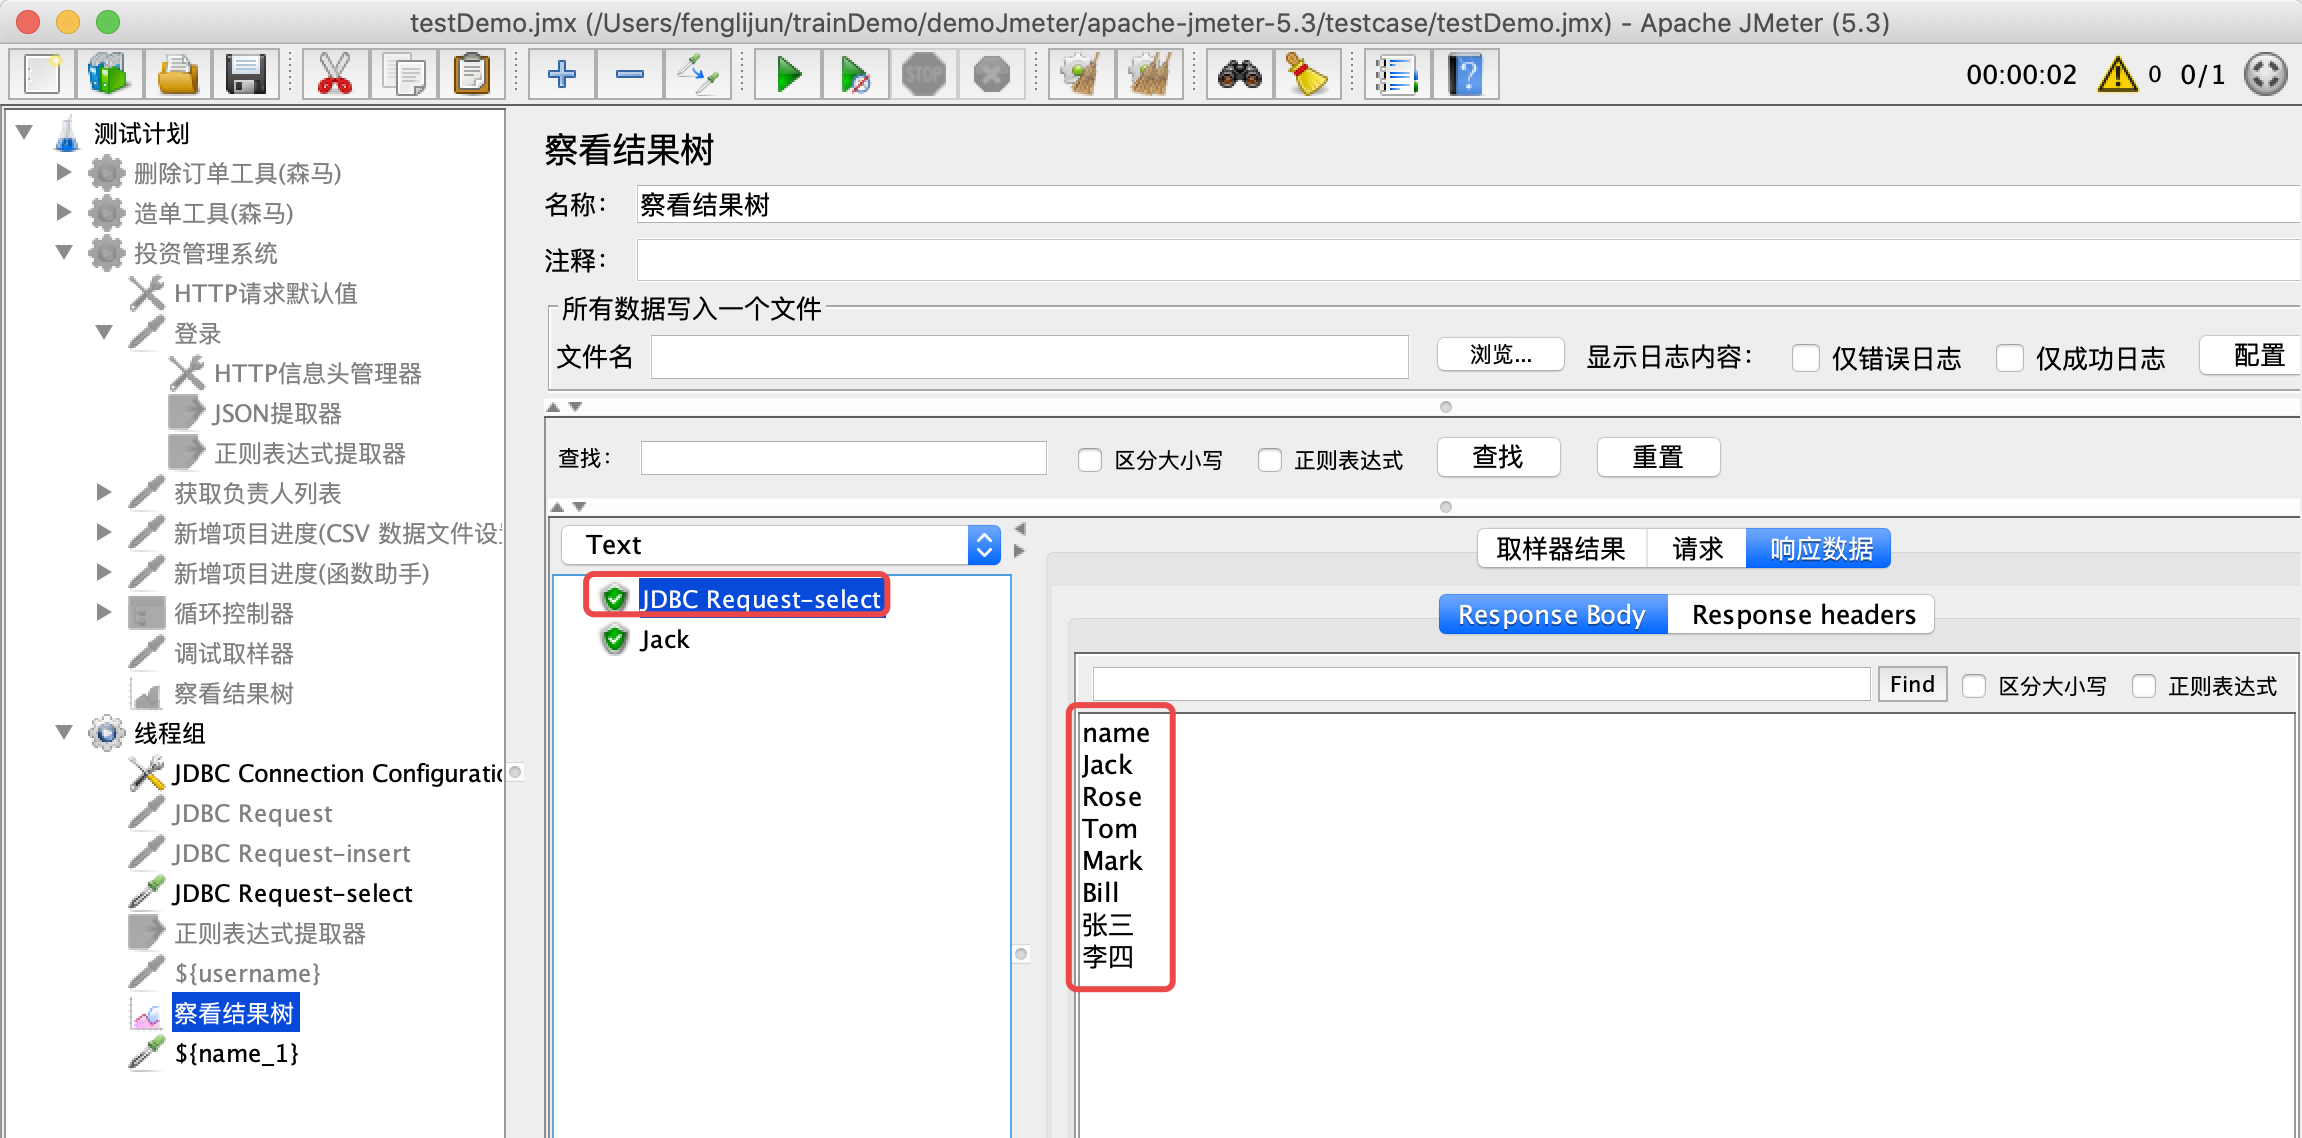 testDemo.jmx (/Users/fenglijun/trainDemo/demoJmeter/apache-jmeter-5.3/testcase/testDemo.jmx) - Apache JMeter (5.3)
STOP
00:00:02 0 0/1
测试计划
删除订单工具(森马)
造单工具(森马)
投资管理系统
HTTP请求默认值
登录
HTTP信息头管理器
JSON提取器
正则表达式提取器
获取负责人列表
新增项目进度(CSV 数据文件设
新增项目进度(函数助手)
循环控制器
调试取样器
察看结果树
线程组
JDBC Connection Configuratio
JDBC Request
JDBC Request-insert
JDBC Request-select
正则表达式提取器
${username}
察看结果树
${name_1}
察看结果树
名称： 察看结果树
注释：
所有数据写入一个文件
文件名 浏览... 显示日志内容： 仅错误日志 仅成功日志 配置
查找： 区分大小写 正则表达式 查找 重置
Text
JDBC Request-select
Jack
取样器结果 请求 响应数据
Response Body Response headers
Find 区分大小写 正则表达式
name
Jack
Rose
Tom
Mark
Bill
张三
李四